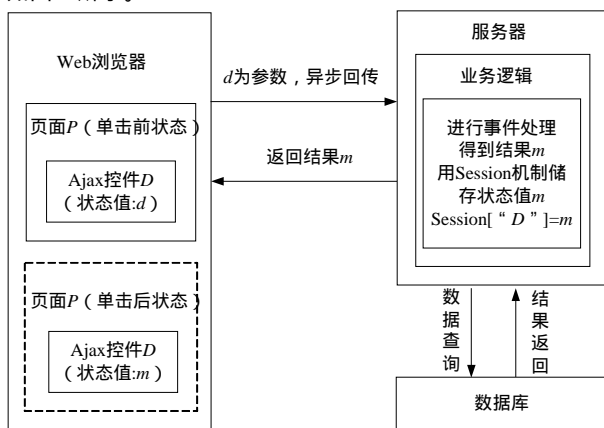 Web浏览器
页面P（单击前状态）
Ajax控件D
（状态值:d）
页面P（单击后状态）
Ajax控件D
（状态值:m）
d为参数，异步回传
返回结果m
服务器
业务逻辑
进行事件处理
得到结果m
用Session机制储
存状态值m
Session[“D”]=m
数据查询
结果返回
数据库